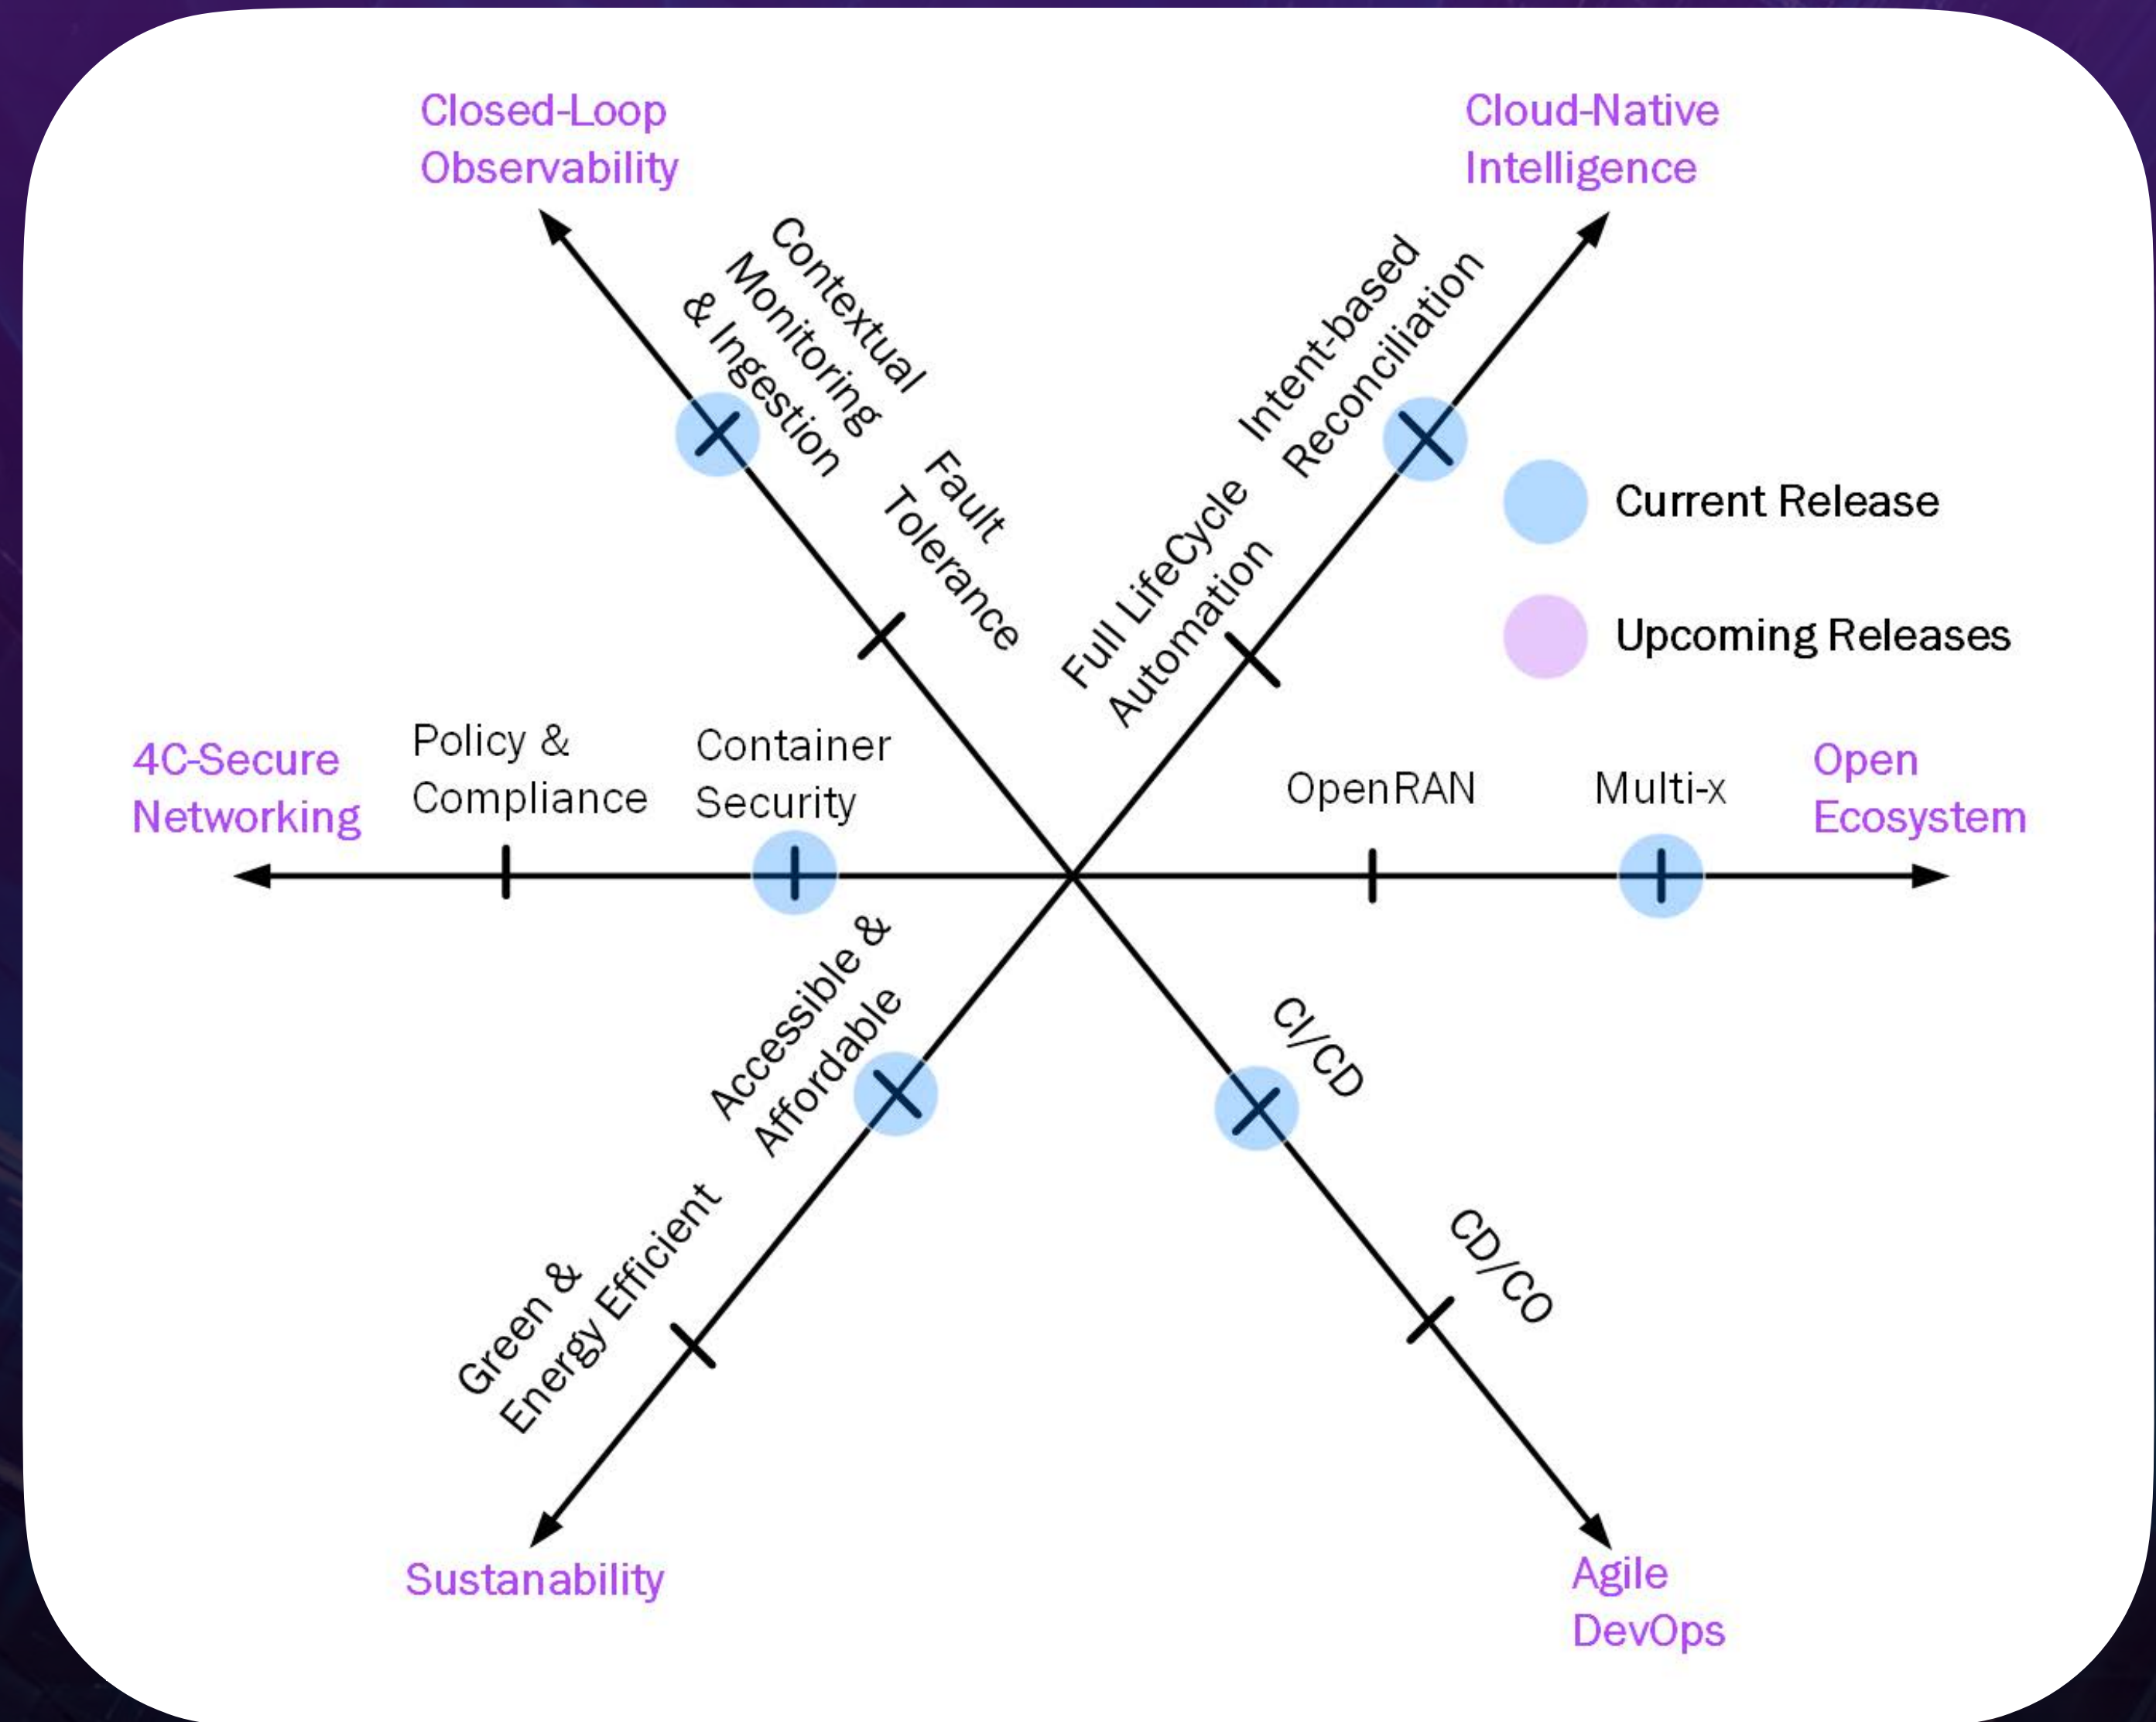 Closed-Loop
Observability
Cloud-Native
Intelligence
Contextual
Monitoring
& Ingestion
Fault
Tolerance
Intent-based
Reconciliation
Full LifeCycle
Automation
Current Release
Upcoming Releases
4C-Secure
Networking
Policy &
Compliance
Container
Security
OpenRAN
Multi-x
Open
Ecosystem
Accessible &
Affordable
Green &
Energy Efficient
CI/CD
CD/CO
Sustanability
Agile
DevOps